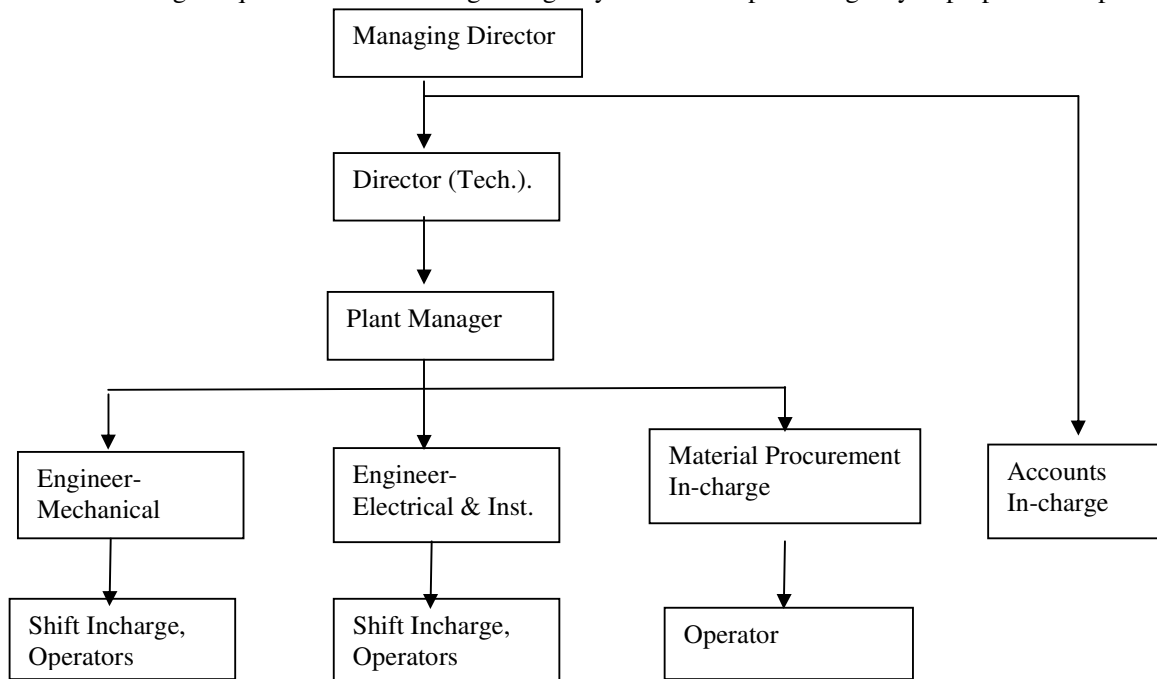 Managing Director
Director (Tech.).
Plant Manager
Engineer-
Mechanical
Engineer-
Electrical & Inst.
Material Procurement
In-charge
Accounts
In-charge
Shift Incharge,
Operators
Shift Incharge,
Operators
Operator